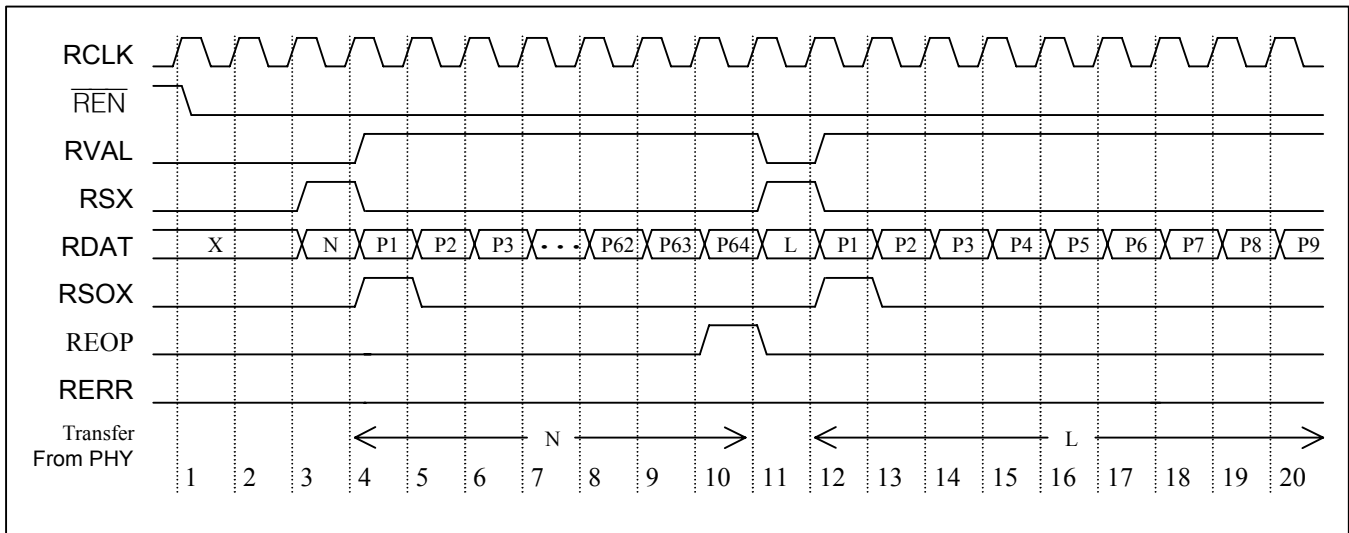 RCLK
REN
RVAL
RSX
RDAT X N P1 P2 P3 · · · P62 P63 P64 L P1 P2 P3 P4 P5 P6 P7 P8 P9
RSOX
REOP
RERR
Transfer
From PHY
N L
1 2 3 4 5 6 7 8 9 10 11 12 13 14 15 16 17 18 19 20